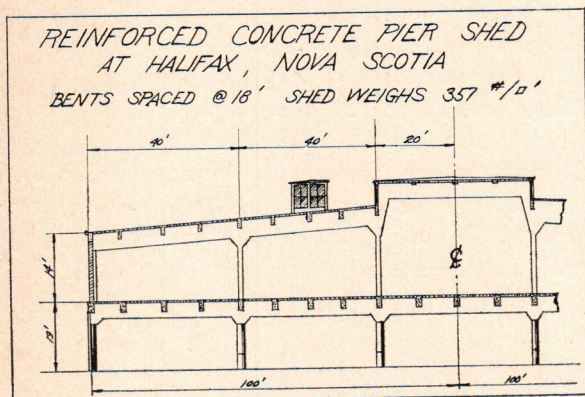 REINFORCED CONCRETE PIER SHED
AT HALIFAX, NOVA SCOTIA
BENTS SPACED @ 18' SHED WEIGHS 357 #/□'
40' 40' 20'
14'
℄
19'
100' 100'